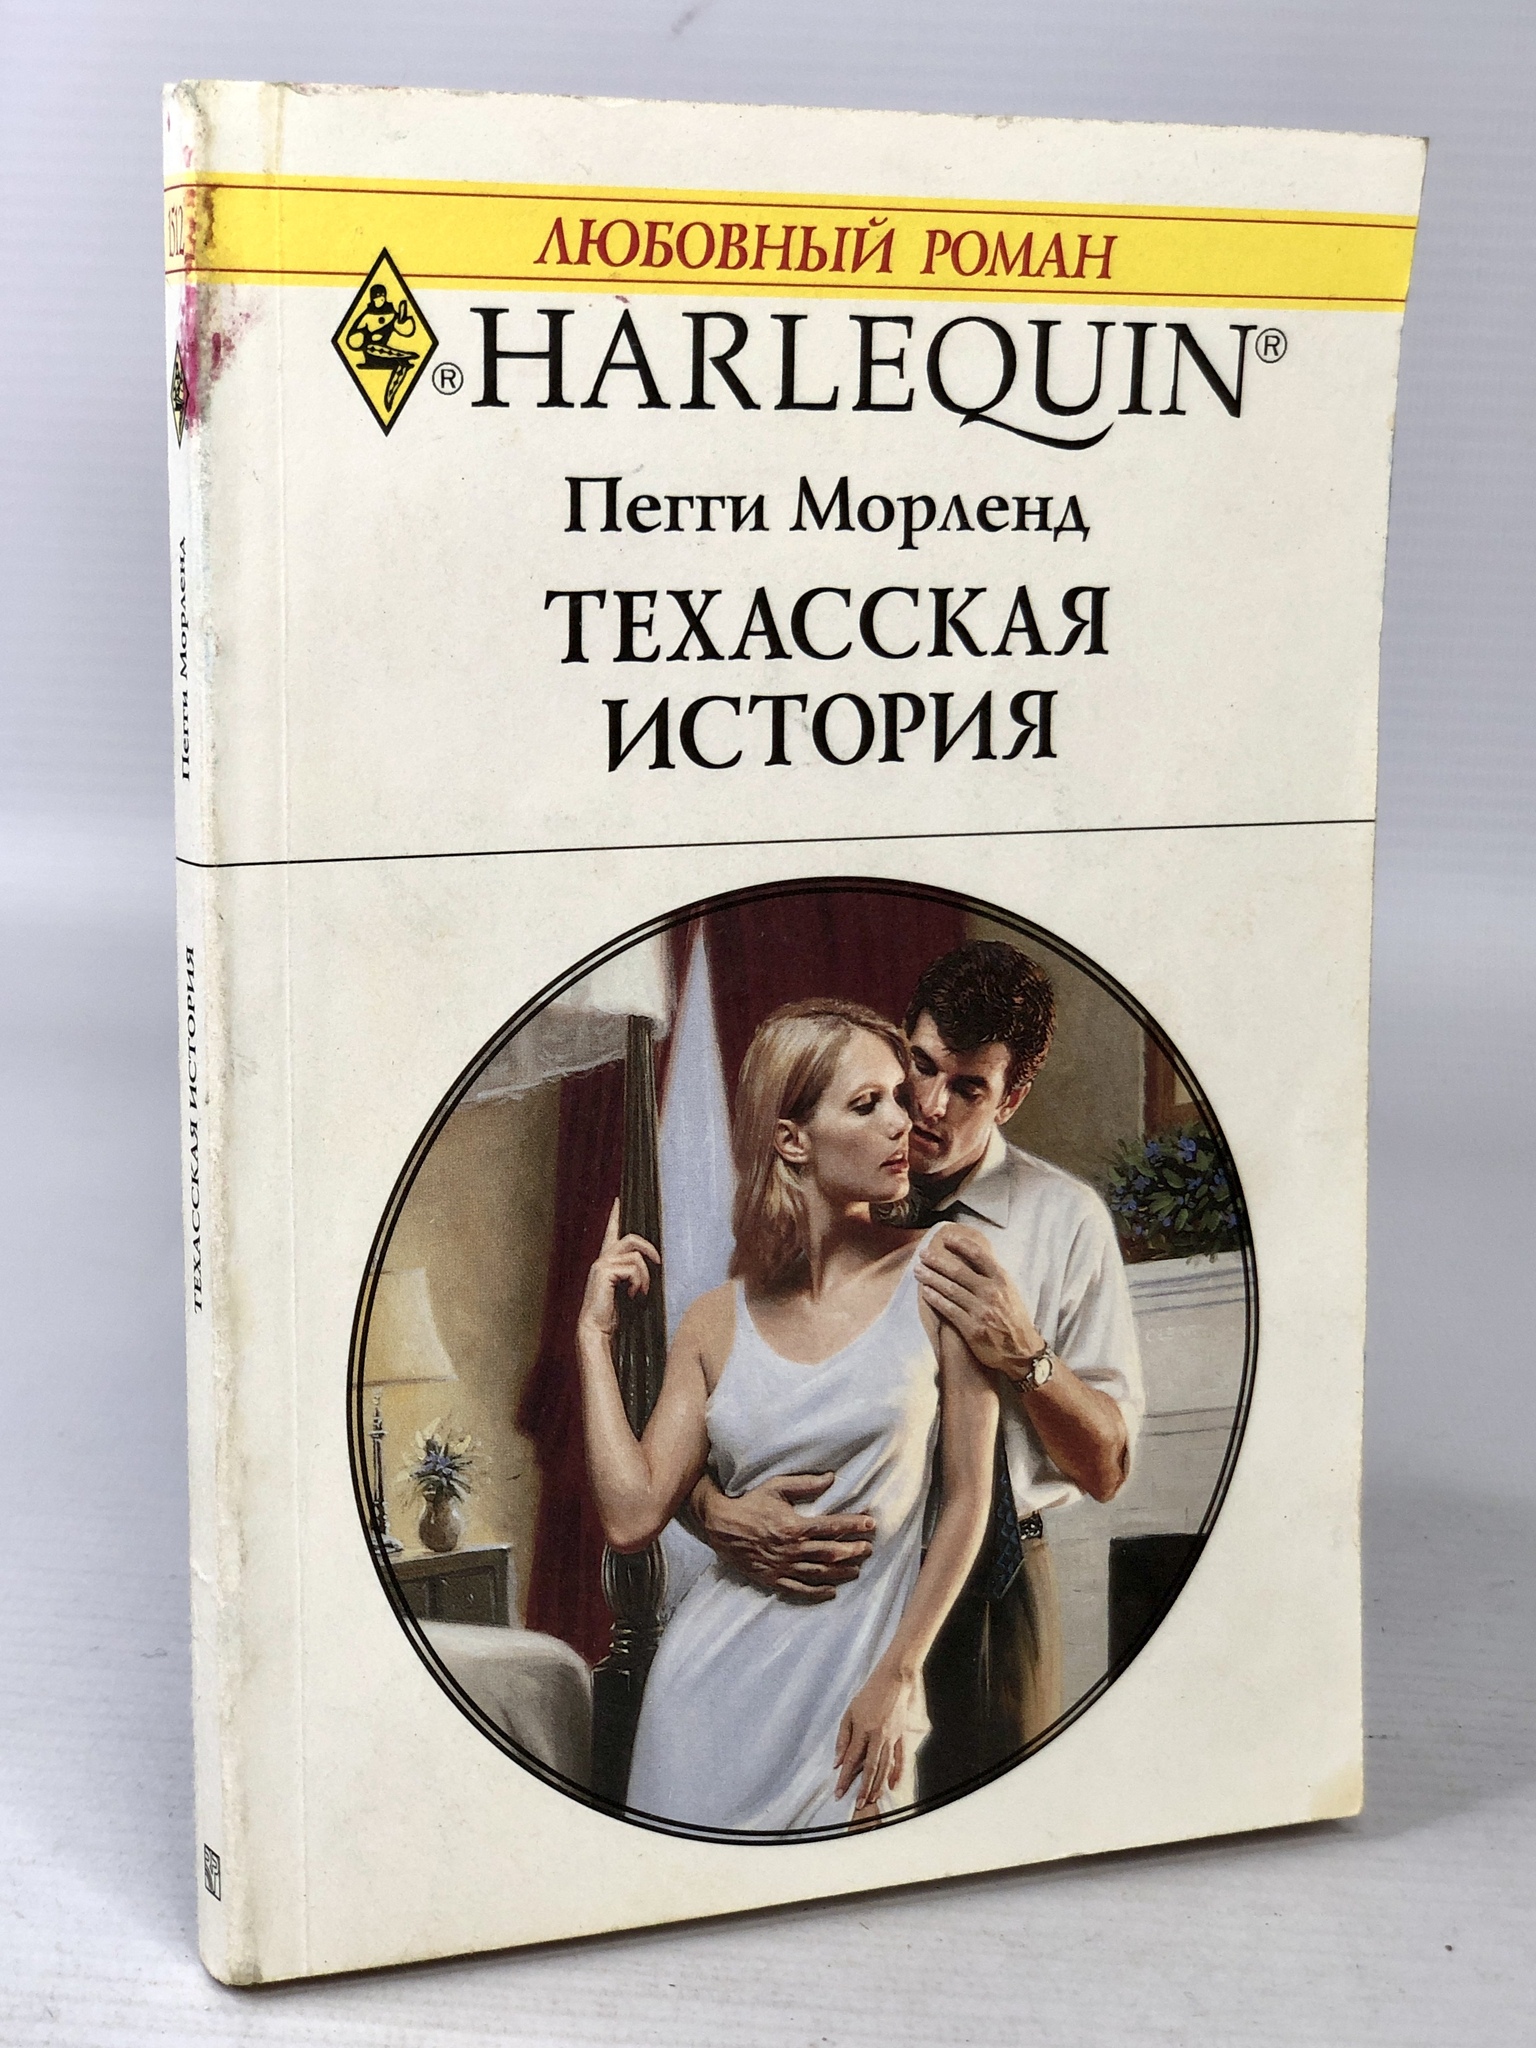 ЛЮБОВНЫЙ РОМАН
® HARLEQUIN®
Пегги Морленд
ТЕХАССКАЯ
ИСТОРИЯ
Пегги Морленд
ТЕХАССКАЯ ИСТОРИЯ